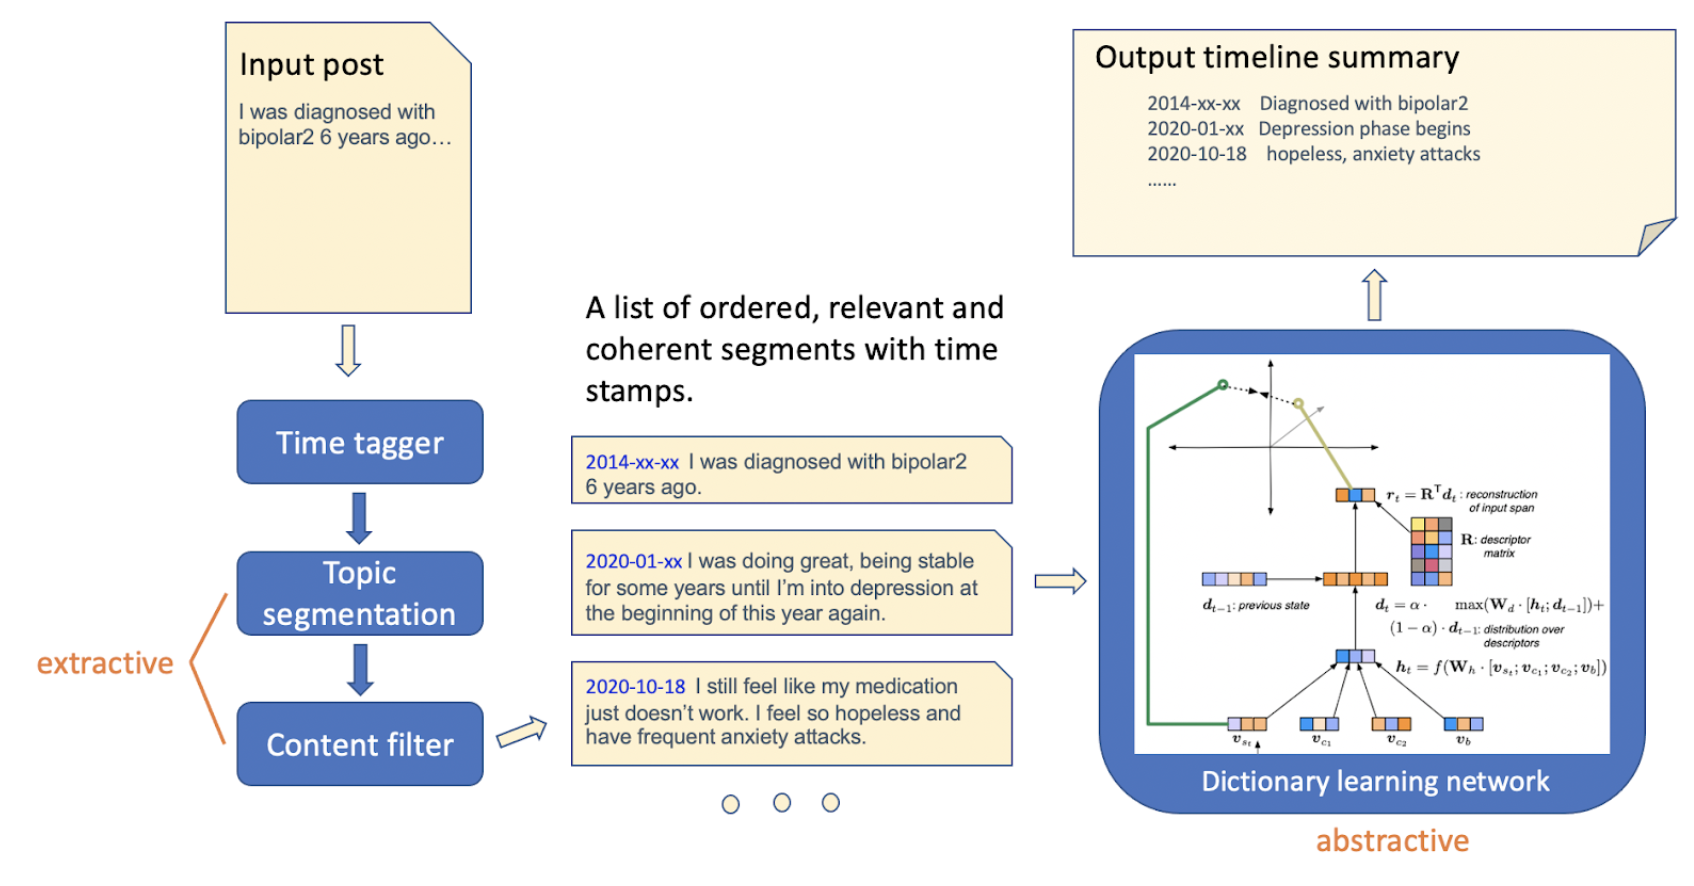 Input post
I was diagnosed with
bipolar2 6 years ago...
Time tagger
Topic
segmentation
Content filter
extractive
A list of ordered, relevant and
coherent segments with time
stamps.
2014-xx-xx I was diagnosed with bipolar2
6 years ago.
2020-01-xx I was doing great, being stable
for some years until I'm into depression at
the beginning of this year again.
2020-10-18 I still feel like my medication
just doesn't work. I feel so hopeless and
have frequent anxiety attacks.
Output timeline summary
2014-xx-xx Diagnosed with bipolar2
2020-01-xx Depression phase begins
2020-10-18 hopeless, anxiety attacks
......
r_t = R^T d_t : reconstruction
of input span
R: descriptor
matrix
d_{t-1}: previous state
d_t = α · max(W_d · [h_t; d_{t-1}])+
(1 − α) · d_{t-1}: distribution over
descriptors
h_t = f(W_h · [v_{s_t}; v_{c_1}; v_{c_2}; v_b])
v_{s_t} v_{c_1} v_{c_2} v_b
Dictionary learning network
abstractive